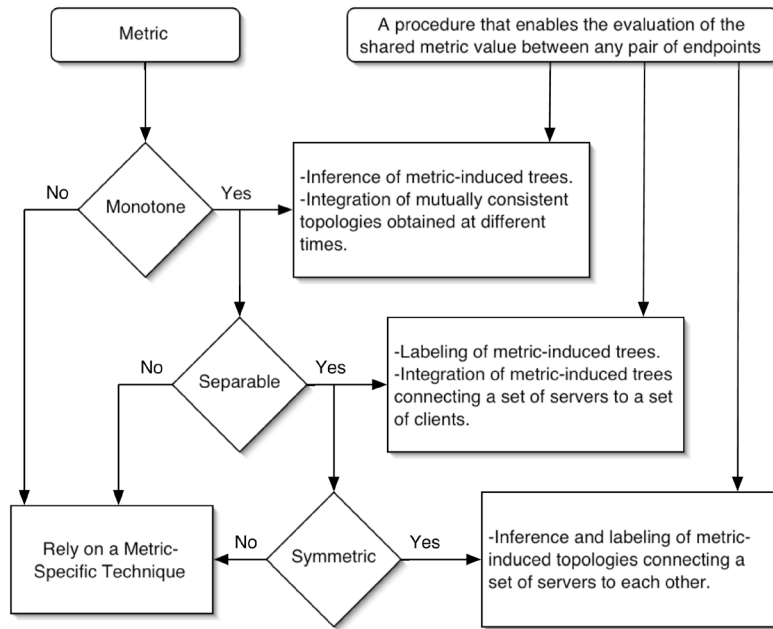 Metric
A procedure that enables the evaluation of the
shared metric value between any pair of endpoints
No
Monotone
Yes
-Inference of metric-induced trees.
-Integration of mutually consistent
topologies obtained at different
times.
No
Separable
Yes
-Labeling of metric-induced trees.
-Integration of metric-induced trees
connecting a set of servers to a set
of clients.
Rely on a Metric-
Specific Technique
No
Symmetric
Yes
-Inference and labeling of metric-
induced topologies connecting a
set of servers to each other.